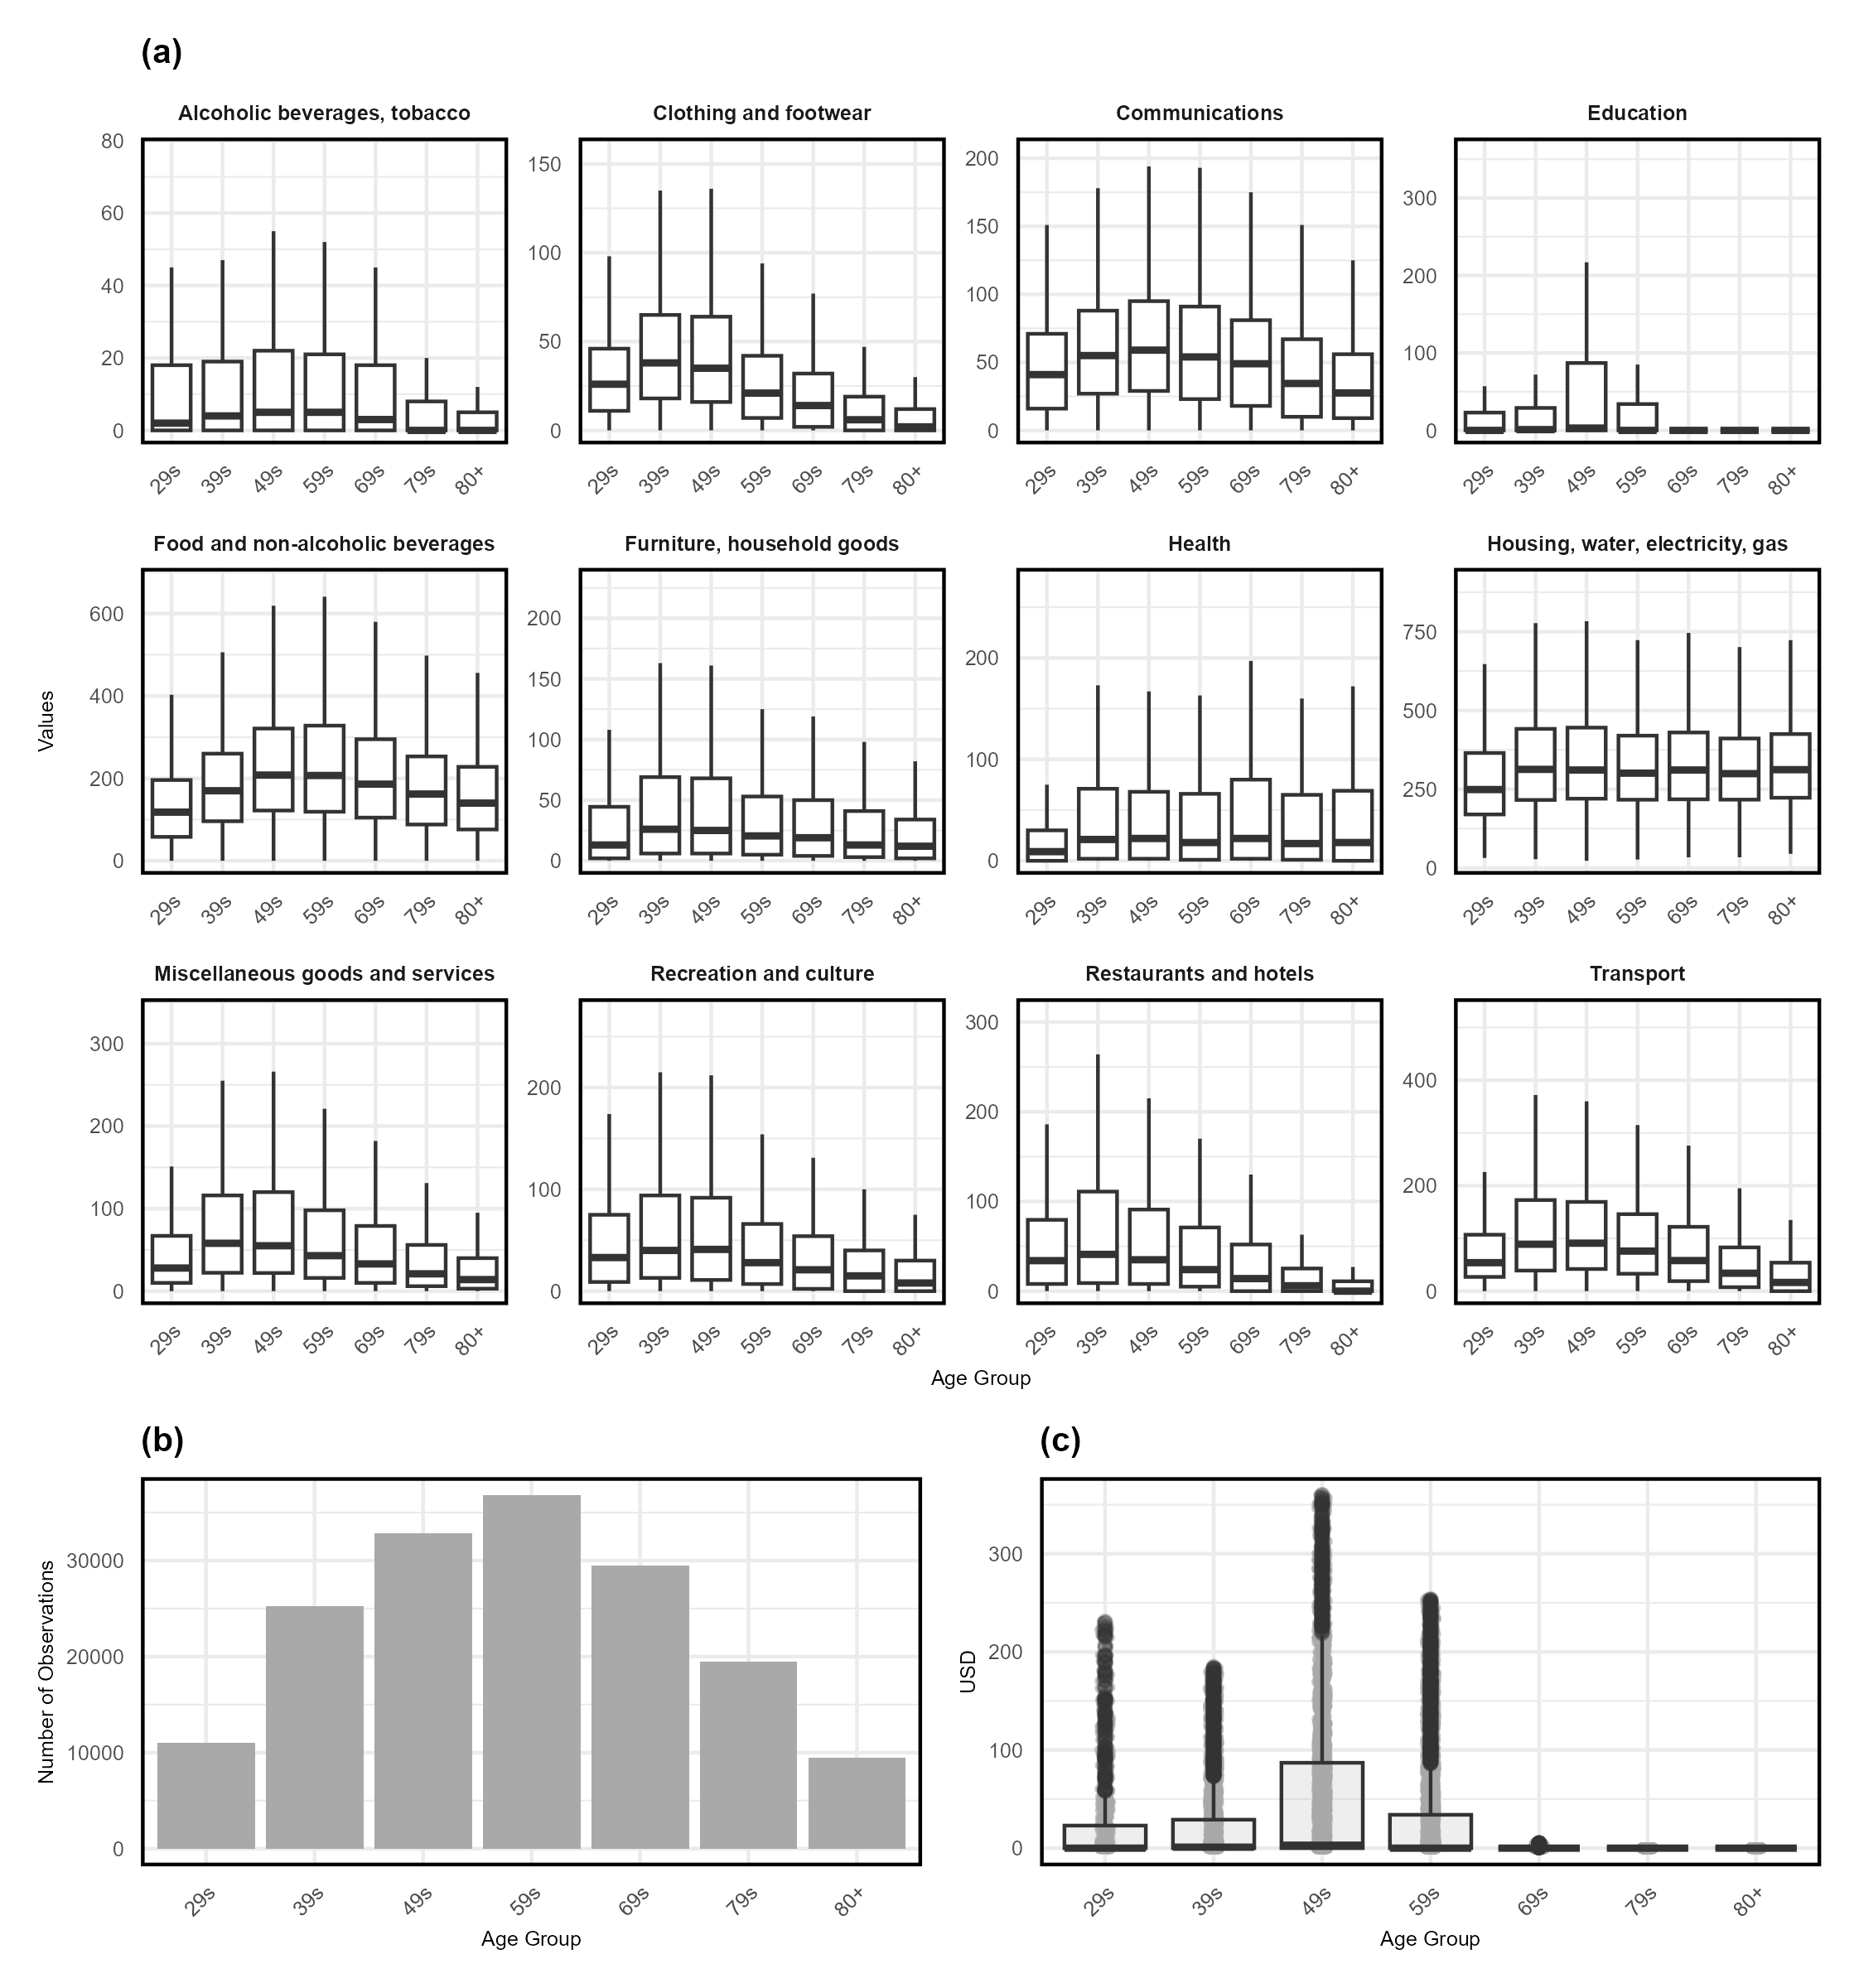 (a)
Alcoholic beverages, tobacco
Clothing and footwear
Communications
Education
80
60
40
20
0
150
100
50
0
200
150
100
50
0
300
200
100
0
29s 39s 49s 59s 69s 79s 80+
29s 39s 49s 59s 69s 79s 80+
29s 39s 49s 59s 69s 79s 80+
29s 39s 49s 59s 69s 79s 80+
Food and non-alcoholic beverages
Furniture, household goods
Health
Housing, water, electricity, gas
Values
600
400
200
0
200
150
100
50
0
200
100
0
750
500
250
0
29s 39s 49s 59s 69s 79s 80+
29s 39s 49s 59s 69s 79s 80+
29s 39s 49s 59s 69s 79s 80+
29s 39s 49s 59s 69s 79s 80+
Miscellaneous goods and services
Recreation and culture
Restaurants and hotels
Transport
300
200
100
0
200
100
0
300
200
100
0
400
200
0
29s 39s 49s 59s 69s 79s 80+
29s 39s 49s 59s 69s 79s 80+
29s 39s 49s 59s 69s 79s 80+
29s 39s 49s 59s 69s 79s 80+
Age Group
(b)
Number of Observations
30000
20000
10000
0
29s 39s 49s 59s 69s 79s 80+
Age Group
(c)
USD
300
200
100
0
29s 39s 49s 59s 69s 79s 80+
Age Group